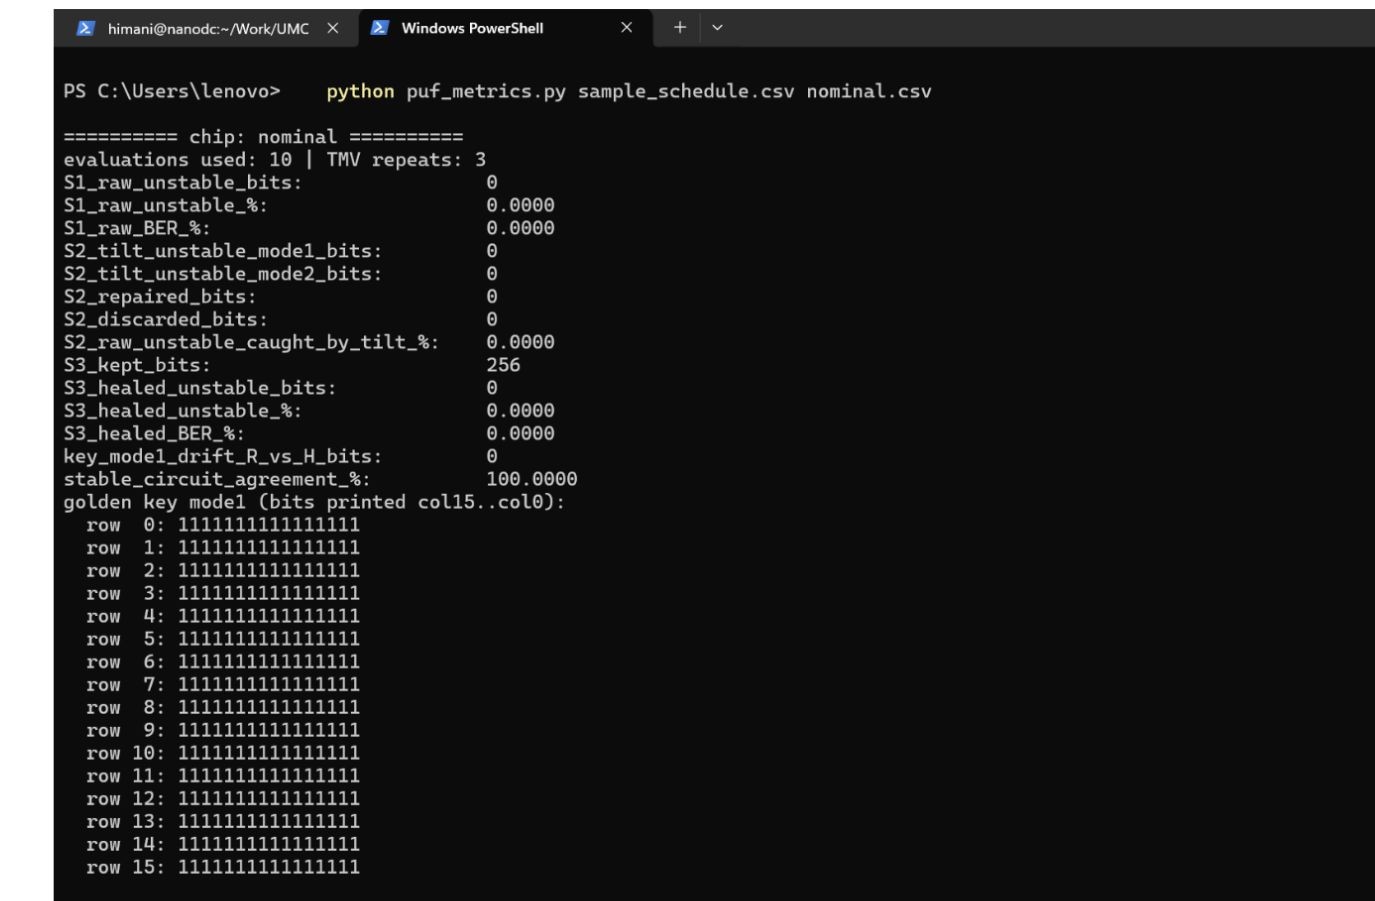 himani@nanodc:~/Work/UMC
Windows PowerShell
PS C:\Users\lenovo>    python puf_metrics.py sample_schedule.csv nominal.csv
========== chip: nominal ==========
evaluations used: 10 | TMV repeats: 3
S1_raw_unstable_bits:                0
S1_raw_unstable_%:                   0.0000
S1_raw_BER_%:                        0.0000
S2_tilt_unstable_mode1_bits:         0
S2_tilt_unstable_mode2_bits:         0
S2_repaired_bits:                    0
S2_discarded_bits:                   0
S2_raw_unstable_caught_by_tilt_%:    0.0000
S3_kept_bits:                        256
S3_healed_unstable_bits:             0
S3_healed_unstable_%:                0.0000
S3_healed_BER_%:                     0.0000
key_mode1_drift_R_vs_H_bits:         0
stable_circuit_agreement_%:          100.0000
golden key mode1 (bits printed col15..col0):
  row  0: 1111111111111111
  row  1: 1111111111111111
  row  2: 1111111111111111
  row  3: 1111111111111111
  row  4: 1111111111111111
  row  5: 1111111111111111
  row  6: 1111111111111111
  row  7: 1111111111111111
  row  8: 1111111111111111
  row  9: 1111111111111111
  row 10: 1111111111111111
  row 11: 1111111111111111
  row 12: 1111111111111111
  row 13: 1111111111111111
  row 14: 1111111111111111
  row 15: 1111111111111111